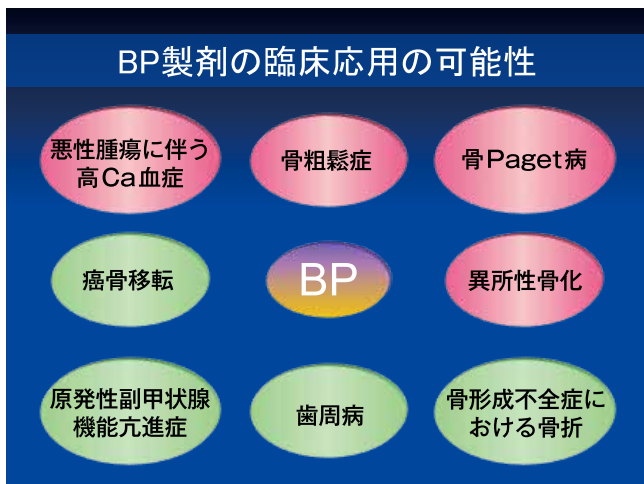 BP製剤の臨床応用の可能性
悪性腫瘍に伴う
高Ca血症
骨粗鬆症
骨Paget病
癌骨移転
BP
異所性骨化
原発性副甲状腺
機能亢進症
歯周病
骨形成不全症に
おける骨折